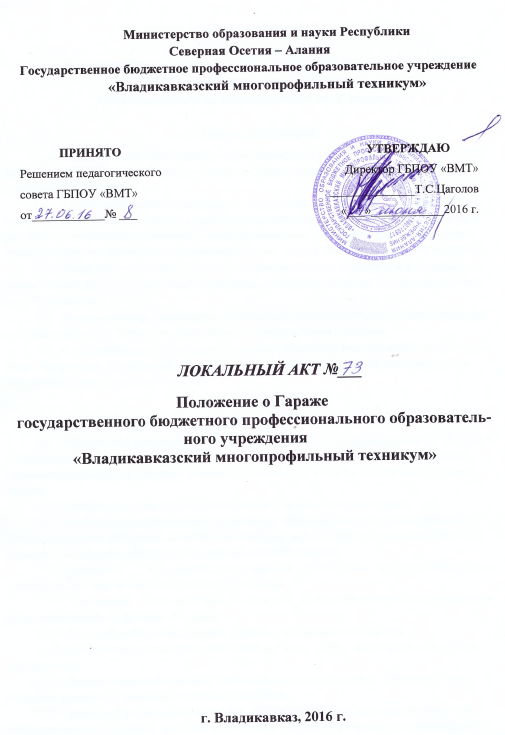 Министерство образования и науки Республики
Северная Осетия – Алания
Государственное бюджетное профессиональное образовательное учреждение
«Владикавказский многопрофильный техникум»
ПРИНЯТО
Решением педагогического
совета ГБПОУ «ВМТ»
от 27.06.16 № 8
УТВЕРЖДАЮ
Директор ГБПОУ «ВМТ»
Т.С.Цаголов
« » июня 2016 г.
ЛОКАЛЬНЫЙ АКТ № 73
Положение о Гараже
государственного бюджетного профессионального образователь-
ного учреждения
«Владикавказский многопрофильный техникум»
г. Владикавказ, 2016 г.